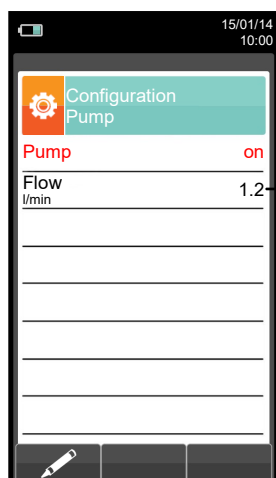 15/01/14
10:00
Configuration
Pump
Pump on
Flow 1.2
l/min